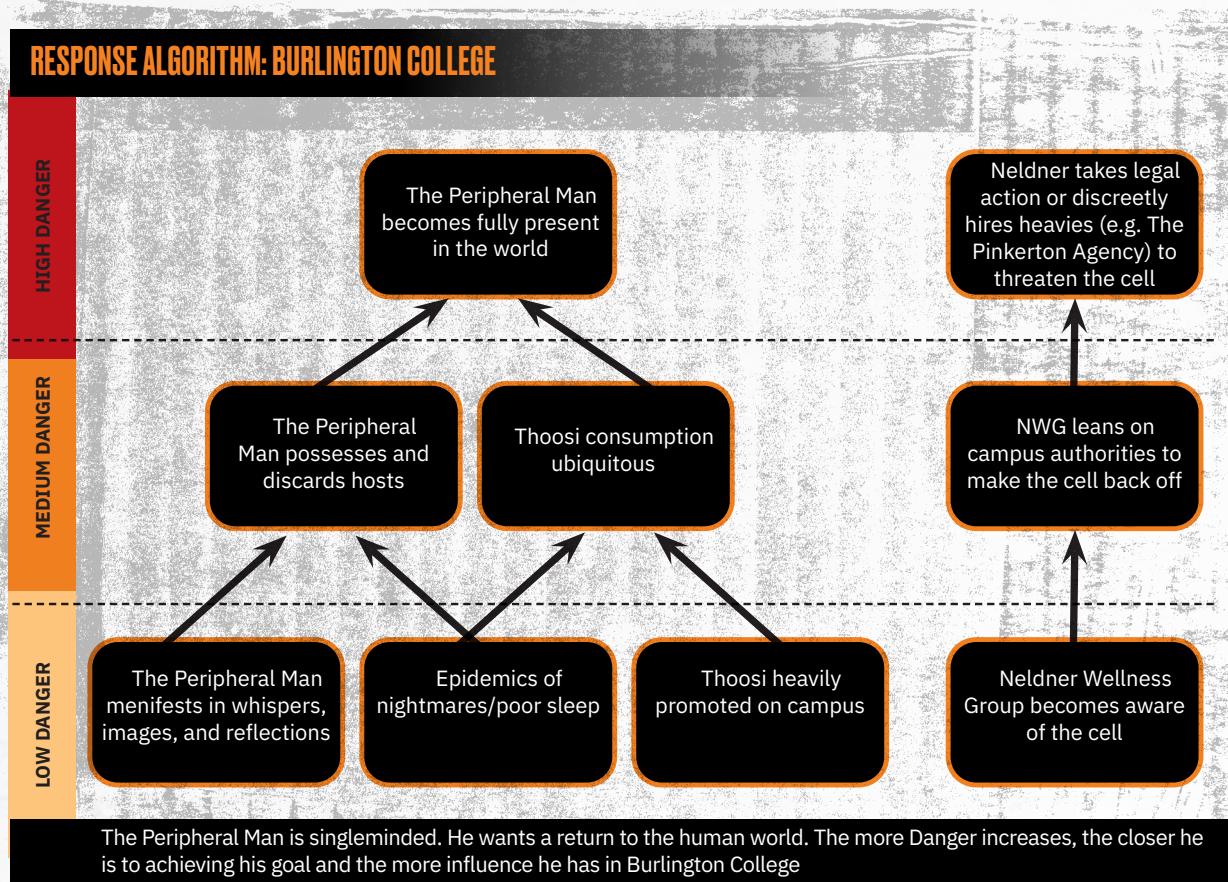 RESPONSE ALGORITHM: BURLINGTON COLLEGE
HIGH DANGER
The Peripheral Man
becomes fully present
in the world
Neldner takes legal
action or discreetly
hires heavies (e.g. The
Pinkerton Agency) to
threaten the cell
MEDIUM DANGER
The Peripheral
Man possesses and
discards hosts
Thoosi consumption
ubiquitous
NWG leans on
campus authorities to
make the cell back off
LOW DANGER
The Peripheral Man
menifests in whispers,
images, and reflections
Epidemics of
nightmares/poor sleep
Thoosi heavily
promoted on campus
Neldner Wellness
Group becomes aware
of the cell
The Peripheral Man is singleminded. He wants a return to the human world. The more Danger increases, the closer he
is to achieving his goal and the more influence he has in Burlington College